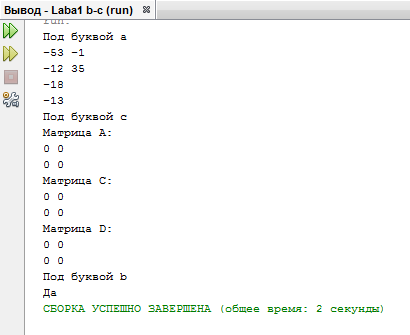 Вывод - Laba1 b-c (run)
run:
Под буквой a
-53 -1
-12 35
-18
-13
Под буквой c
Матрица A:
0 0
0 0
Матрица C:
0 0
0 0
Матрица D:
0 0
0 0
Под буквой b
Да
СБОРКА УСПЕШНО ЗАВЕРШЕНА (общее время: 2 секунды)